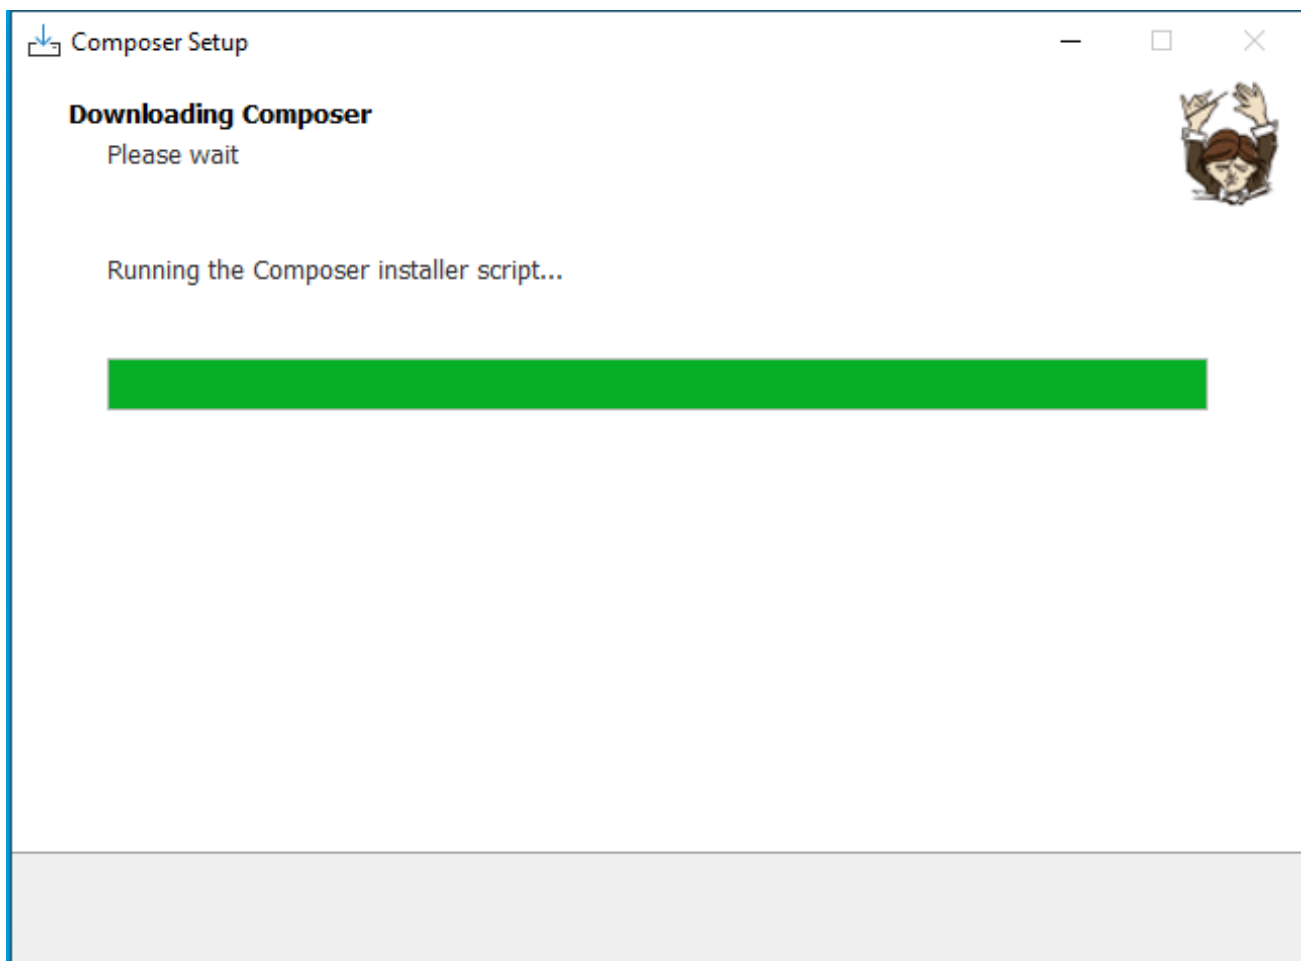 Composer Setup
Downloading Composer
Please wait
Running the Composer installer script...